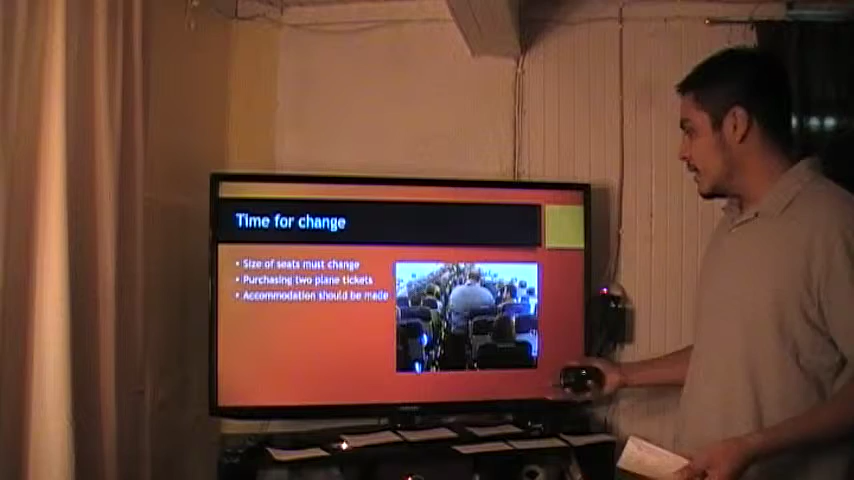 Time for change
• Size of seats must change
• Purchasing two plane tickets
• Accommodation should be made